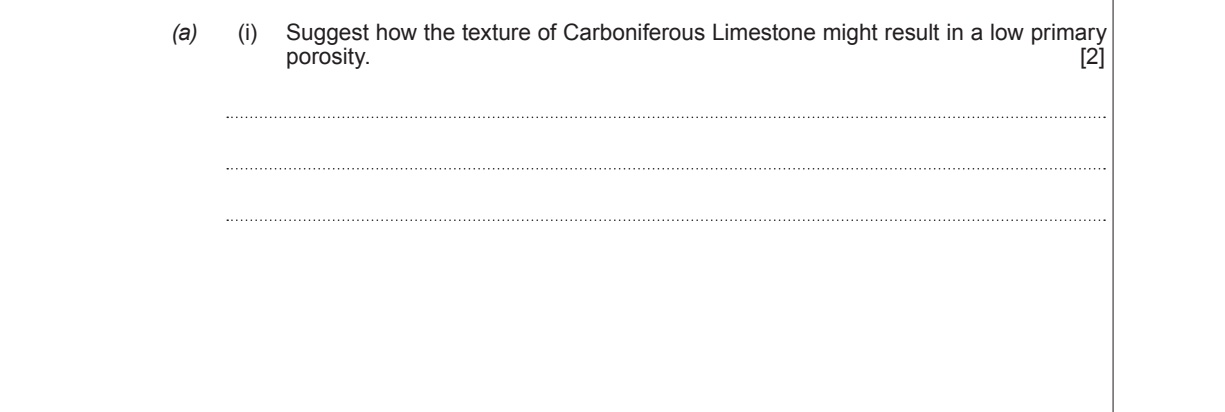 (a) (i) Suggest how the texture of Carboniferous Limestone might result in a low primary
porosity. [2]